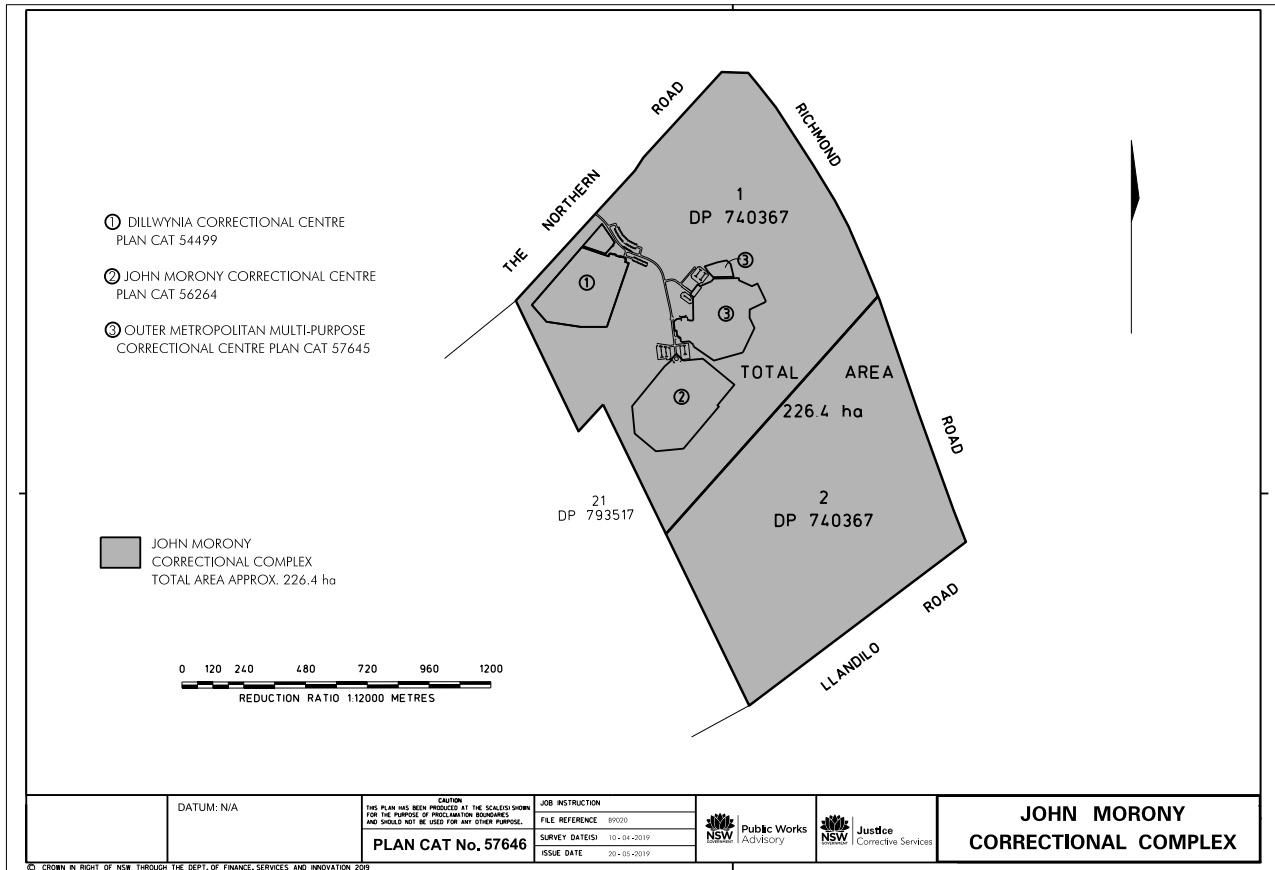 ROAD
RICHMOND
THE NORTHERN
1
DP 740367
① DILLWYNIA CORRECTIONAL CENTRE
PLAN CAT 54499
② JOHN MORONY CORRECTIONAL CENTRE
PLAN CAT 56264
③ OUTER METROPOLITAN MULTI-PURPOSE
CORRECTIONAL CENTRE PLAN CAT 57645
③
①
③
②
TOTAL AREA
226.4 ha
ROAD
21
DP 793517
2
DP 740367
JOHN MORONY
CORRECTIONAL COMPLEX
TOTAL AREA APPROX. 226.4 ha
ROAD
LLANDILO
0 120 240 480 720 960 1200
REDUCTION RATIO 1:12000 METRES
DATUM: N/A
CAUTION
THIS PLAN HAS BEEN PRODUCED AT THE SCALE(S) SHOWN
FOR THE PURPOSE OF PROCLAMATION BOUNDARIES
AND SHOULD NOT BE USED FOR ANY OTHER PURPOSE.
PLAN CAT No. 57646
JOB INSTRUCTION
FILE REFERENCE B9020
SURVEY DATE(S) 10-04-2019
ISSUE DATE 20-05-2019
NSW
GOVERNMENT
Public Works
Advisory
NSW
GOVERNMENT
Justice
Corrective Services
JOHN MORONY
CORRECTIONAL COMPLEX
© CROWN IN RIGHT OF NSW THROUGH THE DEPT. OF FINANCE, SERVICES AND INNOVATION 2019